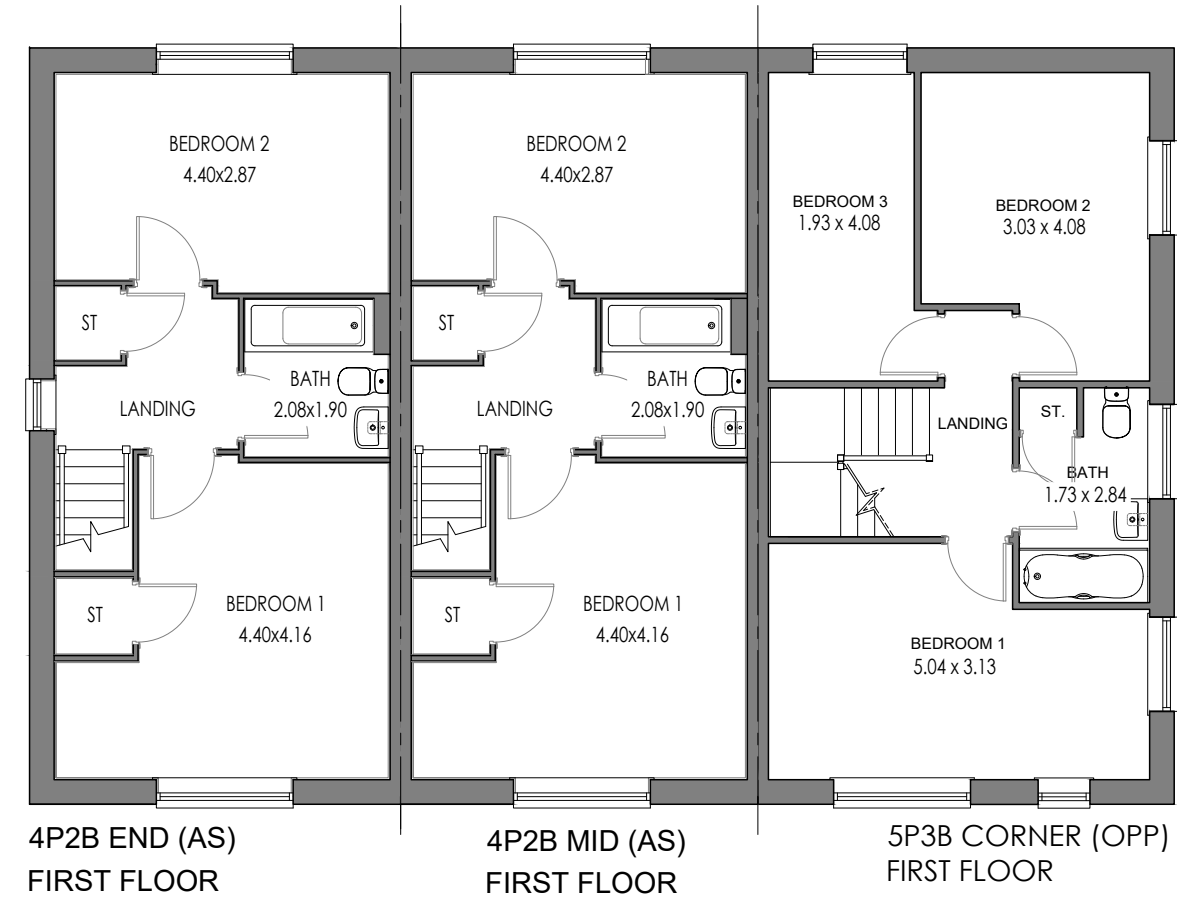 BEDROOM 2
4.40x2.87
ST
LANDING
BATH
2.08x1.90
ST
BEDROOM 1
4.40x4.16
4P2B END (AS)
FIRST FLOOR
BEDROOM 2
4.40x2.87
ST
LANDING
BATH
2.08x1.90
ST
BEDROOM 1
4.40x4.16
4P2B MID (AS)
FIRST FLOOR
BEDROOM 3
1.93 x 4.08
BEDROOM 2
3.03 x 4.08
LANDING
ST.
BATH
1.73 x 2.84
BEDROOM 1
5.04 x 3.13
5P3B CORNER (OPP)
FIRST FLOOR